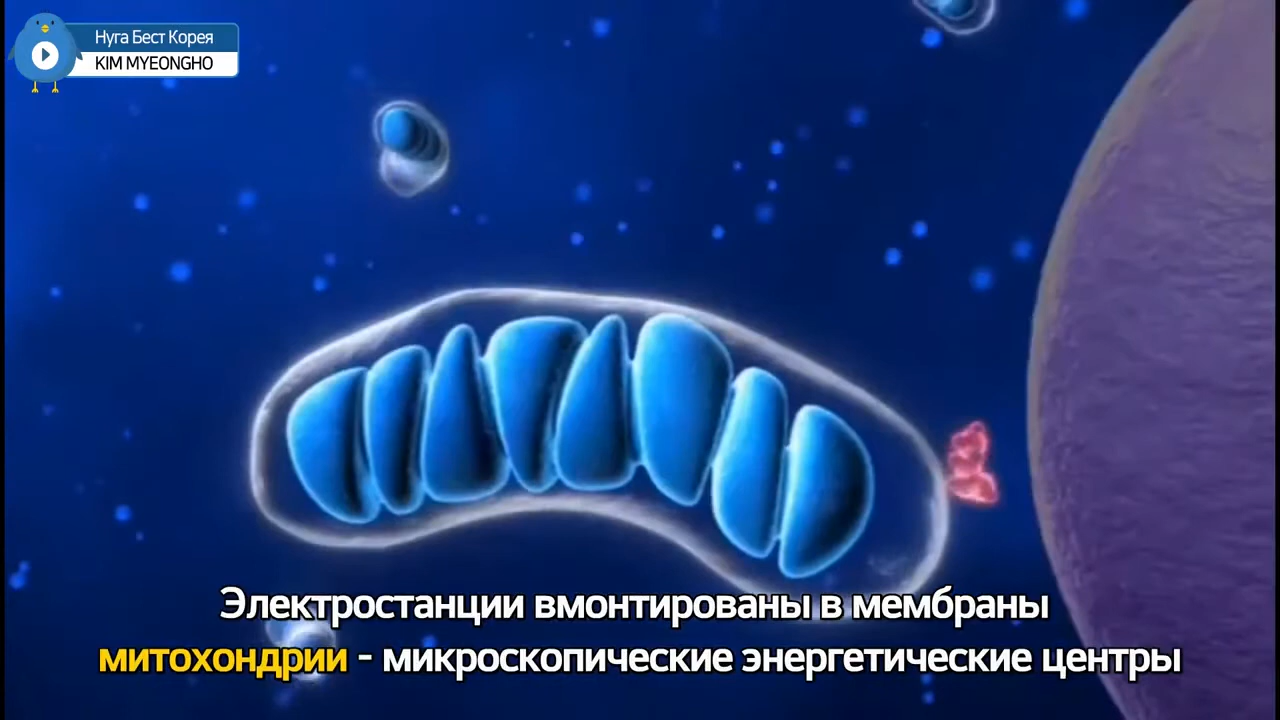 Нуга Бест Корея
KIM MYEONGHO
Электростанции вмонтированы в мембраны
митохондрии - микроскопические энергетические центры